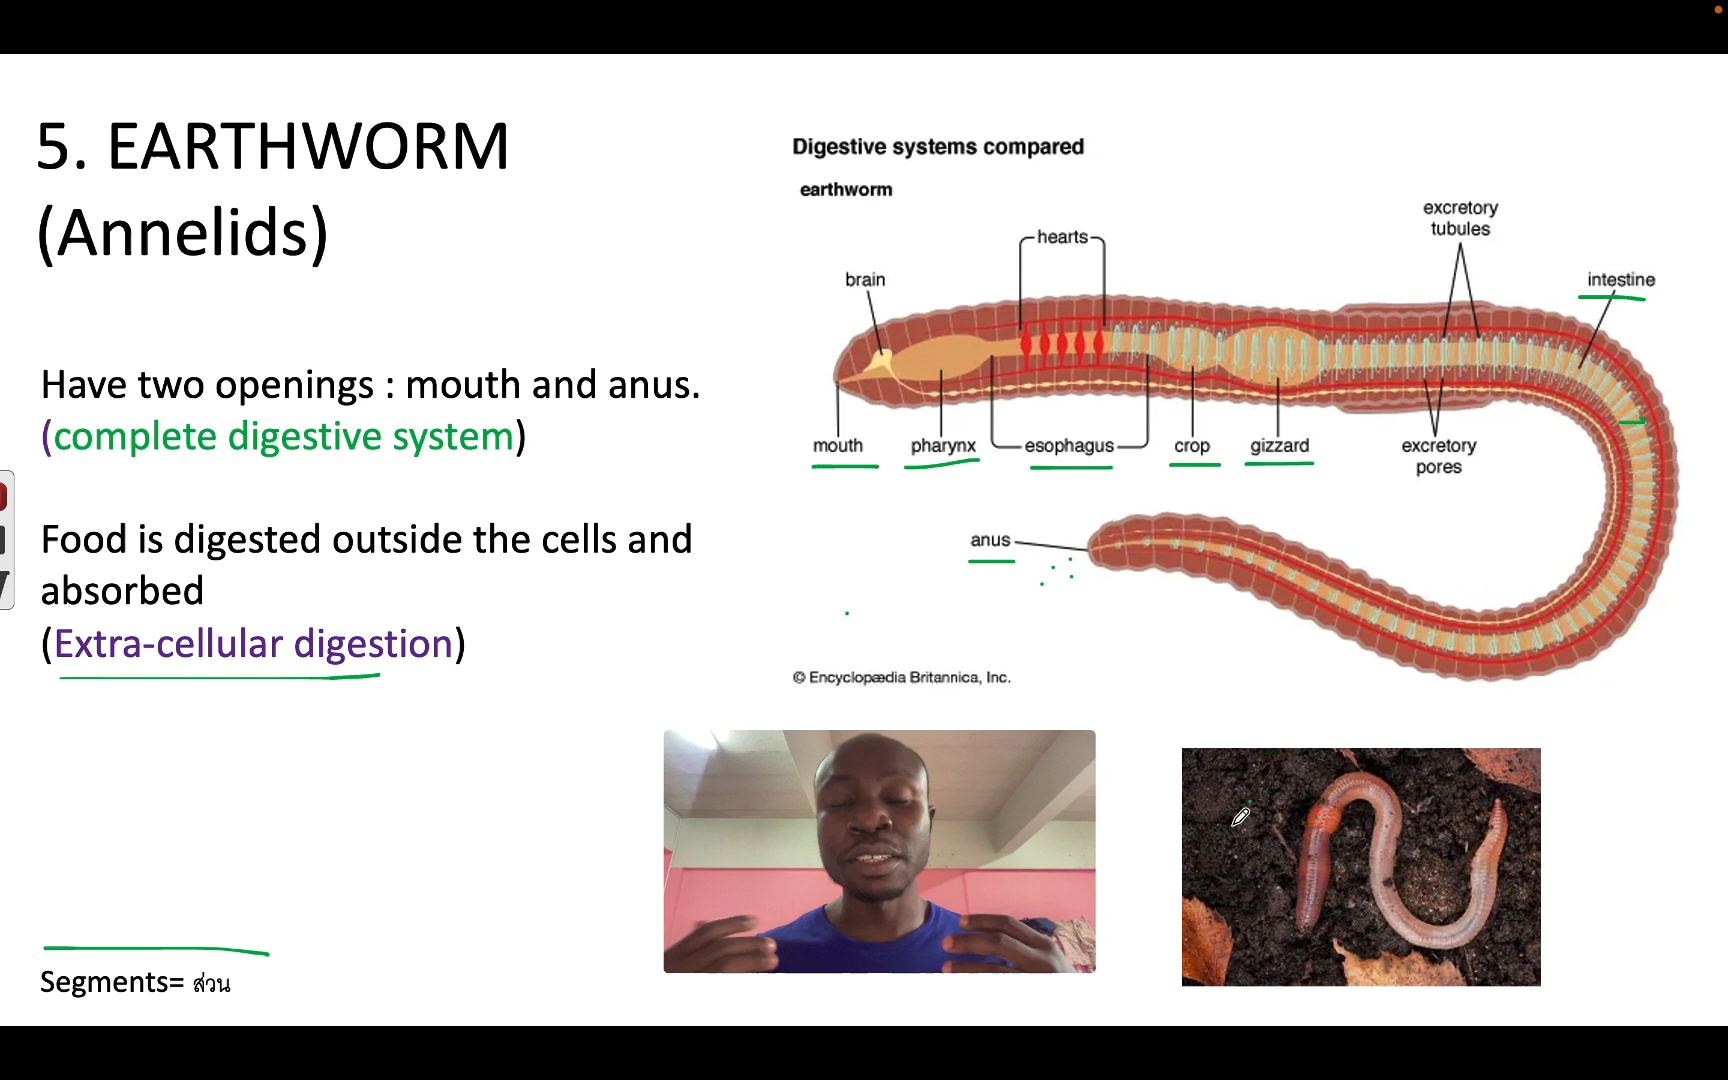 5. EARTHWORM
(Annelids)
Have two openings : mouth and anus.
(complete digestive system)
Food is digested outside the cells and
absorbed
(Extra-cellular digestion)
Segments= ส่วน
Digestive systems compared
earthworm
brain
hearts
excretory
tubules
intestine
mouth
pharynx
esophagus
crop
gizzard
excretory
pores
anus
© Encyclopædia Britannica, Inc.